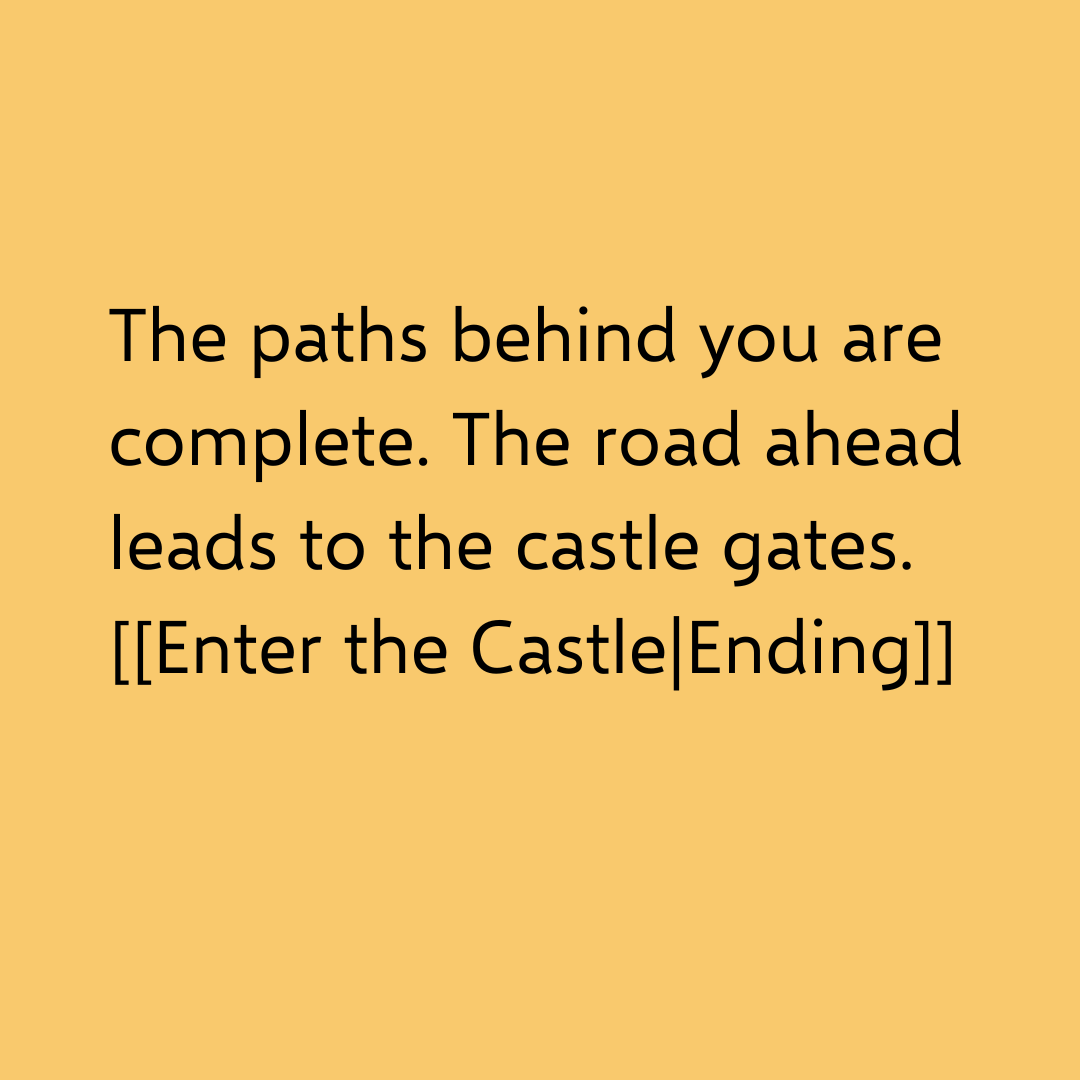 The paths behind you are
complete. The road ahead
leads to the castle gates.
[[Enter the Castle|Ending]]